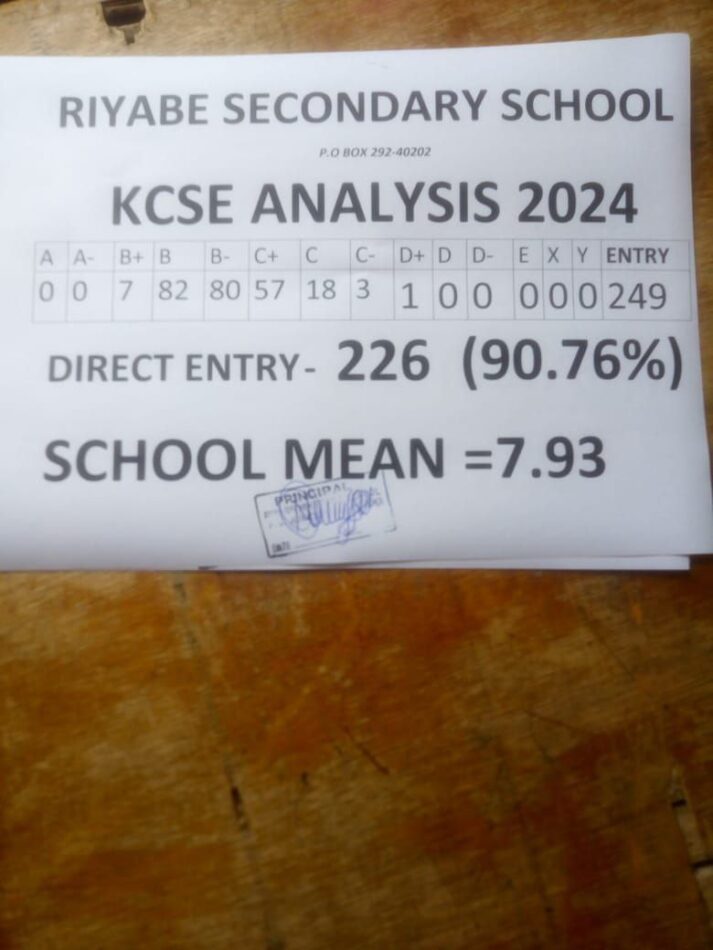 RIYABE SECONDARY SCHOOL
P.O BOX 292-40202
KCSE ANALYSIS 2024
A A- B+ B B- C+ C C- D+ D D- E X Y ENTRY
0 0 7 82 80 57 18 3 1 0 0 0 0 0 249
DIRECT ENTRY- 226 (90.76%)
SCHOOL MEAN =7.93
PRINCIPAL
DATE